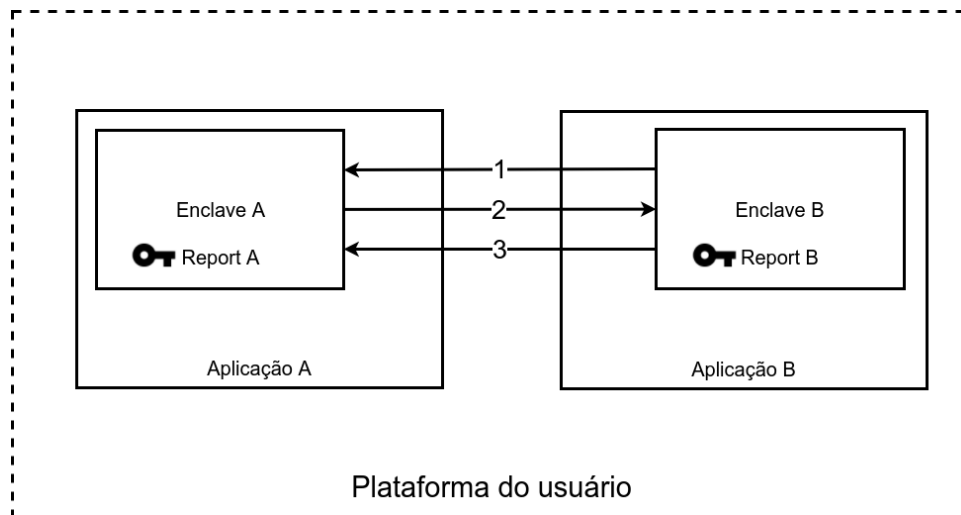 1
Enclave A
2
Enclave B
Report A
3
Report B
Aplicação A
Aplicação B
Plataforma do usuário